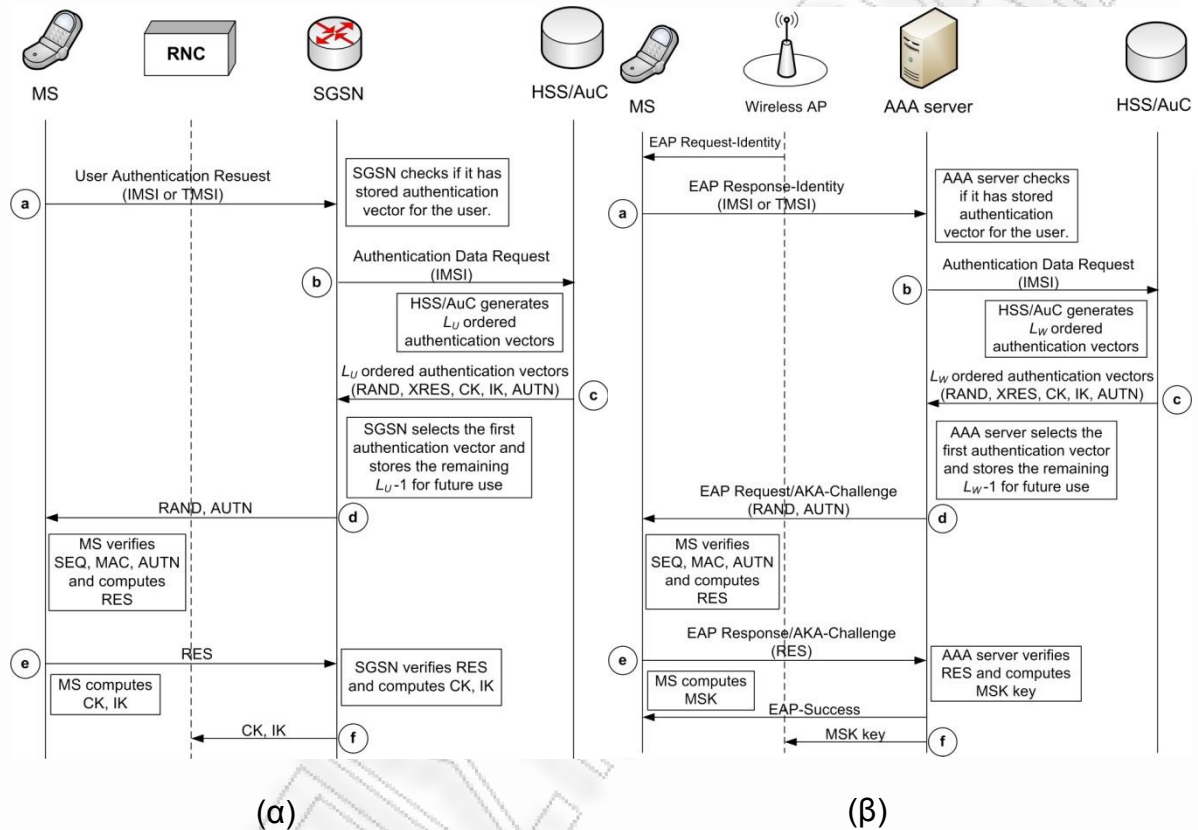 RNC
MS
SGSN
HSS/AuC
User Authentication Resuest
(IMSI or TMSI)
a
SGSN checks if it has
stored authentication
vector for the user.
Authentication Data Request
(IMSI)
b
HSS/AuC generates
LU ordered
authentication vectors
LU ordered authentication vectors
(RAND, XRES, CK, IK, AUTN)
c
SGSN selects the first
authentication vector and
stores the remaining
LU-1 for future use
RAND, AUTN
d
MS verifies
SEQ, MAC, AUTN
and computes
RES
RES
e
SGSN verifies RES
and computes CK, IK
MS computes
CK, IK
CK, IK
f
(α)
MS
Wireless AP
AAA server
HSS/AuC
EAP Request-Identity
EAP Response-Identity
(IMSI or TMSI)
a
AAA server checks
if it has stored
authentication
vector for the user.
Authentication Data Request
(IMSI)
b
HSS/AuC generates
LW ordered
authentication vectors
LW ordered authentication vectors
(RAND, XRES, CK, IK, AUTN)
c
AAA server selects the
first authentication vector
and stores the remaining
LW-1 for future use
EAP Request/AKA-Challenge
(RAND, AUTN)
d
MS verifies
SEQ, MAC, AUTN
and computes
RES
EAP Response/AKA-Challenge
(RES)
e
AAA server verifies
RES and computes
MSK key
MS computes
MSK
EAP-Success
MSK key
f
(β)